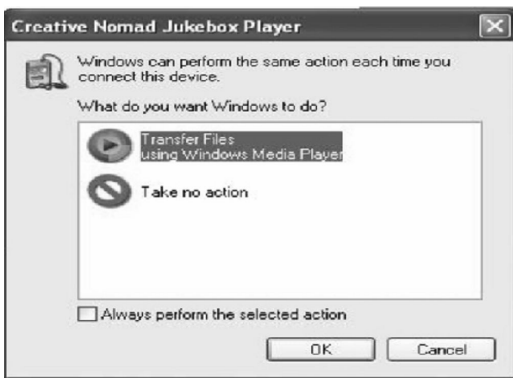 Creative Nomad Jukebox Player
Windows can perform the same action each time you
connect this device.
What do you want Windows to do?
Transfer Files
using Windows Media Player
Take no action
Always perform the selected action
OK
Cancel